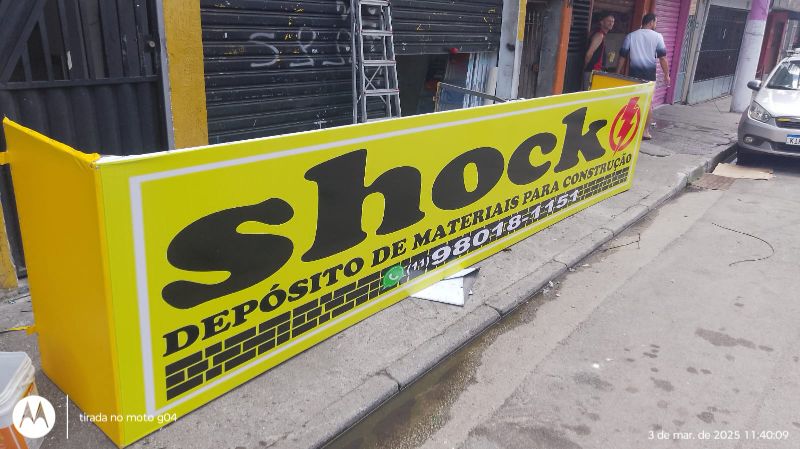 shock
DEPÓSITO DE MATERIAIS PARA CONSTRUÇÃO
(11) 98018-1151
tirada no moto g04
3 de mar. de 2025 11:40:09